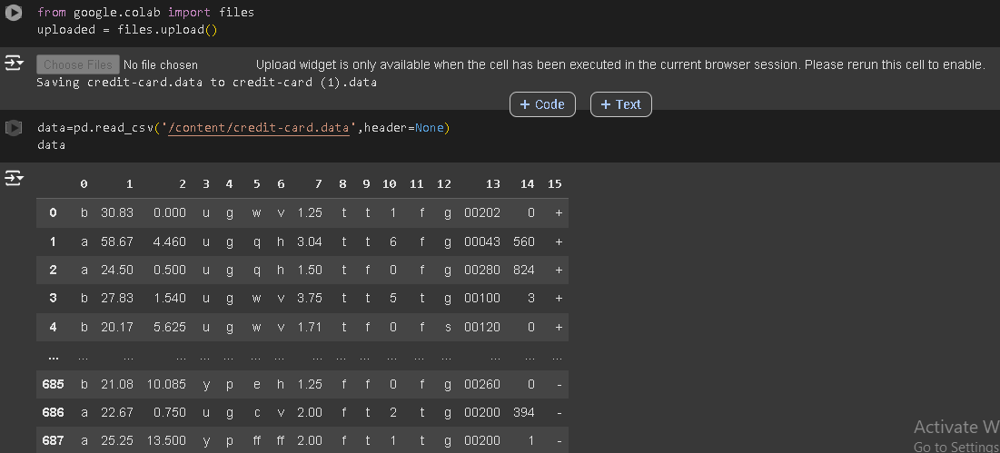 from google.colab import files
uploaded = files.upload()
Choose Files No file chosen Upload widget is only available when the cell has been executed in the current browser session. Please rerun this cell to enable.
Saving credit-card.data to credit-card (1).data
+ Code + Text
data=pd.read_csv('/content/credit-card.data',header=None)
data
0 1 2 3 4 5 6 7 8 9 10 11 12 13 14 15
0 b 30.83 0.000 u g w v 1.25 t t 1 f g 00202 0 +
1 a 58.67 4.460 u g q h 3.04 t t 6 f g 00043 560 +
2 a 24.50 0.500 u g q h 1.50 t f 0 f g 00280 824 +
3 b 27.83 1.540 u g w v 3.75 t t 5 t g 00100 3 +
4 b 20.17 5.625 u g w v 1.71 t f 0 f s 00120 0 +
... ... ... ... ... ... ... ... ... ... ... ... ... ... ... ... ...
685 b 21.08 10.085 y p e h 1.25 f f 0 f g 00260 0 -
686 a 22.67 0.750 u g c v 2.00 f t 2 t g 00200 394 -
687 a 25.25 13.500 y p ff ff 2.00 f t 1 t g 00200 1 -
Activate W
Go to Settings